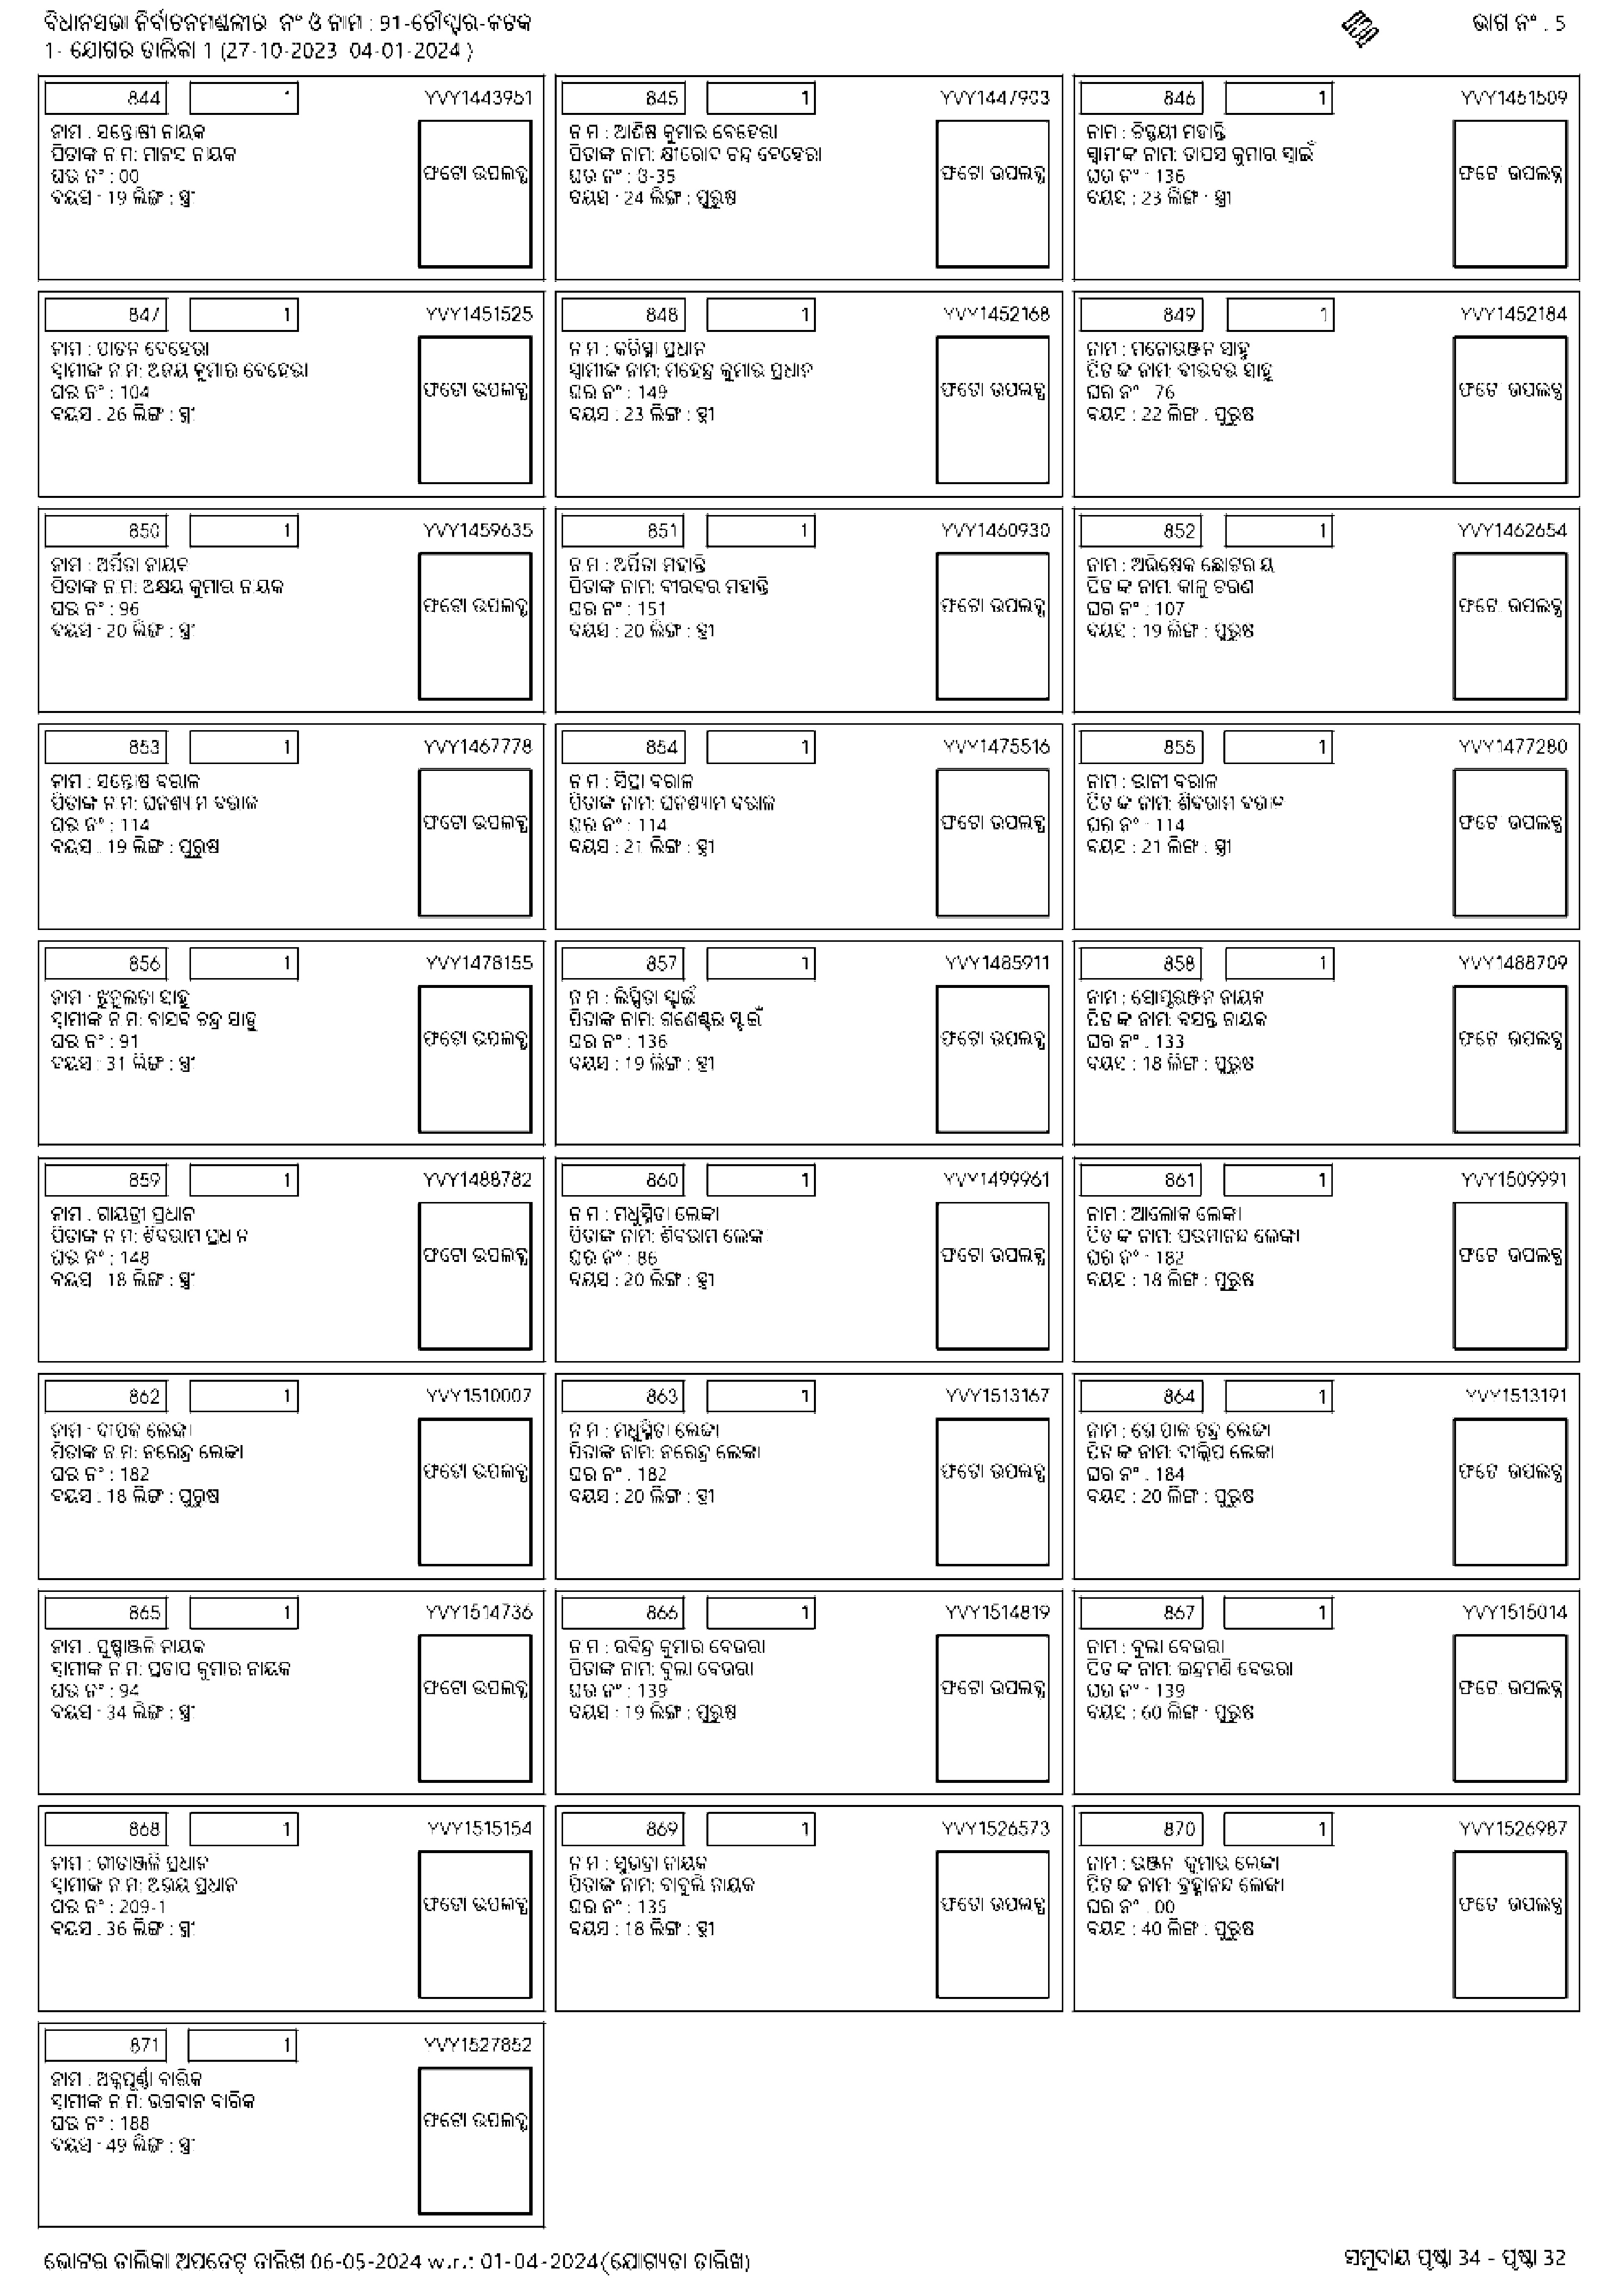 ବିଧାନସଭା ନିର୍ବାଚନମଣ୍ଡଳୀର ନଂ ଓ ନାମ : 91-ଚୌଦ୍ୱାର-କଟକ
ଭାଗ ନଂ : 5
1- ଯୋଗର ତାଲିକା 1 (27-10-2023 04-01-2024 )
844 1 YVY1443951
ନାମ : ସନ୍ତୋଷୀ ନାୟକ
ପିତାଙ୍କ ନାମ: ମାନସ ନାୟକ
ଘର ନଂ : 00
ବୟସ : 19 ଲିଙ୍ଗ : ସ୍ତ୍ରୀ
ଫଟୋ ଉପଲବ୍ଧ
845 1 YVY1447903
ନାମ : ଆଶିଷ କୁମାର ବେହେରା
ପିତାଙ୍କ ନାମ: କ୍ଷୀରୋଦ ଚନ୍ଦ୍ର ବେହେରା
ଘର ନଂ : 8-35
ବୟସ : 24 ଲିଙ୍ଗ : ପୁରୁଷ
ଫଟୋ ଉପଲବ୍ଧ
846 1 YVY1451509
ନାମ : ଚିନ୍ମୟୀ ମହାନ୍ତି
ସ୍ୱାମୀଙ୍କ ନାମ: ତାପସ କୁମାର ସ୍ୱାଇଁ
ଘର ନଂ : 136
ବୟସ : 23 ଲିଙ୍ଗ : ସ୍ତ୍ରୀ
ଫଟୋ ଉପଲବ୍ଧ
847 1 YVY1451525
ନାମ : ବେହେରା
ସ୍ୱାମୀଙ୍କ ନାମ: କୁମାର ବେହେରା
ଘର ନଂ : 104
ବୟସ : 26 ଲିଙ୍ଗ : ସ୍ତ୍ରୀ
ଫଟୋ ଉପଲବ୍ଧ
848 1 YVY1452168
ନାମ : କରିସ୍ମା ପ୍ରଧାନ
ସ୍ୱାମୀଙ୍କ ନାମ: ମହେନ୍ଦ୍ର କୁମାର ପ୍ରଧାନ
ଘର ନଂ : 149
ବୟସ : 23 ଲିଙ୍ଗ : ସ୍ତ୍ରୀ
ଫଟୋ ଉପଲବ୍ଧ
849 1 YVY1452184
ନାମ : ମନୋରଞ୍ଜନ ସାହୁ
ପିତାଙ୍କ ନାମ: ବୀରବର ସାହୁ
ଘର ନଂ : 76
ବୟସ : 22 ଲିଙ୍ଗ : ପୁରୁଷ
ଫଟୋ ଉପଲବ୍ଧ
850 1 YVY1459635
ନାମ : ଅର୍ପିତା ନାୟକ
ପିତାଙ୍କ ନାମ: ଅକ୍ଷୟ କୁମାର ନାୟକ
ଘର ନଂ : 96
ବୟସ : 20 ଲିଙ୍ଗ : ସ୍ତ୍ରୀ
ଫଟୋ ଉପଲବ୍ଧ
851 1 YVY1460930
ନାମ : ଅର୍ପିତା ମହାନ୍ତି
ପିତାଙ୍କ ନାମ: ବୀରବର ମହାନ୍ତି
ଘର ନଂ : 151
ବୟସ : 20 ଲିଙ୍ଗ : ସ୍ତ୍ରୀ
ଫଟୋ ଉପଲବ୍ଧ
852 1 YVY1462654
ନାମ : ଅଭିଷେକ ଛୋଟରାୟ
ପିତାଙ୍କ ନାମ: କାଳୁ ଚରଣ
ଘର ନଂ : 107
ବୟସ : 19 ଲିଙ୍ଗ : ପୁରୁଷ
ଫଟୋ ଉପଲବ୍ଧ
853 1 YVY1467778
ନାମ : ସନ୍ତୋଷ ବରାଳ
ପିତାଙ୍କ ନାମ: ଘନଶ୍ୟାମ ବରାଳ
ଘର ନଂ : 114
ବୟସ : 19 ଲିଙ୍ଗ : ପୁରୁଷ
ଫଟୋ ଉପଲବ୍ଧ
854 1 YVY1475516
ନାମ : ସିପ୍ରା ବରାଳ
ପିତାଙ୍କ ନାମ: ଘନଶ୍ୟାମ ବରାଳ
ଘର ନଂ : 114
ବୟସ : 21 ଲିଙ୍ଗ : ସ୍ତ୍ରୀ
ଫଟୋ ଉପଲବ୍ଧ
855 1 YVY1477280
ନାମ : ରାନୀ ବରାଳ
ପିତାଙ୍କ ନାମ: ଶିବରାମ ବରାଳ
ଘର ନଂ : 114
ବୟସ : 21 ଲିଙ୍ଗ : ସ୍ତ୍ରୀ
ଫଟୋ ଉପଲବ୍ଧ
856 1 YVY1478155
ନାମ : ଝୁନୁଲତା ସାହୁ
ସ୍ୱାମୀଙ୍କ ନାମ: ବାସବ ଚନ୍ଦ୍ର ସାହୁ
ଘର ନଂ : 91
ବୟସ : 31 ଲିଙ୍ଗ : ସ୍ତ୍ରୀ
ଫଟୋ ଉପଲବ୍ଧ
857 1 YVY1485911
ନାମ : ଲିପ୍ସିତା ସ୍ୱାଇଁ
ପିତାଙ୍କ ନାମ: ଗଣେଶ୍ୱର ସ୍ୱାଇଁ
ଘର ନଂ : 136
ବୟସ : 19 ଲିଙ୍ଗ : ସ୍ତ୍ରୀ
ଫଟୋ ଉପଲବ୍ଧ
858 1 YVY1488709
ନାମ : ସୌମ୍ୟରଞ୍ଜନ ନାୟକ
ପିତାଙ୍କ ନାମ: ବସନ୍ତ ନାୟକ
ଘର ନଂ : 133
ବୟସ : 18 ଲିଙ୍ଗ : ପୁରୁଷ
ଫଟୋ ଉପଲବ୍ଧ
859 1 YVY1488782
ନାମ : ଗାୟତ୍ରୀ ପ୍ରଧାନ
ପିତାଙ୍କ ନାମ: ଶିବରାମ ପ୍ରଧାନ
ଘର ନଂ : 148
ବୟସ : 18 ଲିଙ୍ଗ : ସ୍ତ୍ରୀ
ଫଟୋ ଉପଲବ୍ଧ
860 1 YVY1499961
ନାମ : ମଧୁସ୍ମିତା ଲେଙ୍କା
ପିତାଙ୍କ ନାମ: ଶିବରାମ ଲେଙ୍କା
ଘର ନଂ : 86
ବୟସ : 20 ଲିଙ୍ଗ : ସ୍ତ୍ରୀ
ଫଟୋ ଉପଲବ୍ଧ
861 1 YVY1509991
ନାମ : ଆଲୋକ ଲେଙ୍କା
ପିତାଙ୍କ ନାମ: ପରମାନନ୍ଦ ଲେଙ୍କା
ଘର ନଂ : 182
ବୟସ : 18 ଲିଙ୍ଗ : ପୁରୁଷ
ଫଟୋ ଉପଲବ୍ଧ
862 1 YVY1510007
ନାମ : ଦୀପକ ଲେଙ୍କା
ପିତାଙ୍କ ନାମ: ନରେନ୍ଦ୍ର ଲେଙ୍କା
ଘର ନଂ : 182
ବୟସ : 18 ଲିଙ୍ଗ : ପୁରୁଷ
ଫଟୋ ଉପଲବ୍ଧ
863 1 YVY1513167
ନାମ : ମଧୁସ୍ମିତା ଲେଙ୍କା
ପିତାଙ୍କ ନାମ: ନରେନ୍ଦ୍ର ଲେଙ୍କା
ଘର ନଂ : 182
ବୟସ : 20 ଲିଙ୍ଗ : ସ୍ତ୍ରୀ
ଫଟୋ ଉପଲବ୍ଧ
864 1 YVY1513191
ନାମ : ଗୋପାଳ ଚନ୍ଦ୍ର ଲେଙ୍କା
ପିତାଙ୍କ ନାମ: ଦୀଲ୍ଲିପ ଲେଙ୍କା
ଘର ନଂ : 184
ବୟସ : 20 ଲିଙ୍ଗ : ପୁରୁଷ
ଫଟୋ ଉପଲବ୍ଧ
865 1 YVY1514736
ନାମ : ପୁଷ୍ପାଞ୍ଜଳି ନାୟକ
ସ୍ୱାମୀଙ୍କ ନାମ: ପ୍ରତାପ କୁମାର ନାୟକ
ଘର ନଂ : 94
ବୟସ : 34 ଲିଙ୍ଗ : ସ୍ତ୍ରୀ
ଫଟୋ ଉପଲବ୍ଧ
866 1 YVY1514819
ନାମ : ରବିନ୍ଦ୍ର କୁମାର ବେଉରା
ପିତାଙ୍କ ନାମ: ବୁଲା ବେଉରା
ଘର ନଂ : 139
ବୟସ : 19 ଲିଙ୍ଗ : ପୁରୁଷ
ଫଟୋ ଉପଲବ୍ଧ
867 1 YVY1515014
ନାମ : ବୁଲା ବେଉରା
ପିତାଙ୍କ ନାମ: ଇନ୍ଦ୍ରମଣି ବେଉରା
ଘର ନଂ : 139
ବୟସ : 60 ଲିଙ୍ଗ : ପୁରୁଷ
ଫଟୋ ଉପଲବ୍ଧ
868 1 YVY1515154
ନାମ : ଗୀତାଞ୍ଜଳି ପ୍ରଧାନ
ସ୍ୱାମୀଙ୍କ ନାମ: ଅଭୟ ପ୍ରଧାନ
ଘର ନଂ : 209-1
ବୟସ : 36 ଲିଙ୍ଗ : ସ୍ତ୍ରୀ
ଫଟୋ ଉପଲବ୍ଧ
869 1 YVY1526573
ନାମ : ସୁଭଦ୍ରା ନାୟକ
ପିତାଙ୍କ ନାମ: ବାବୁଲି ନାୟକ
ଘର ନଂ : 135
ବୟସ : 18 ଲିଙ୍ଗ : ସ୍ତ୍ରୀ
ଫଟୋ ଉପଲବ୍ଧ
870 1 YVY1526987
ନାମ : ରଞ୍ଜନ କୁମାର ଲେଙ୍କା
ପିତାଙ୍କ ନାମ: ବ୍ରହ୍ମାନନ୍ଦ ଲେଙ୍କା
ଘର ନଂ : 00
ବୟସ : 40 ଲିଙ୍ଗ : ପୁରୁଷ
ଫଟୋ ଉପଲବ୍ଧ
871 1 YVY1527852
ନାମ : ଅନ୍ନପୂର୍ଣ୍ଣା ବାରିକ
ସ୍ୱାମୀଙ୍କ ନାମ: ଭଗବାନ ବାରିକ
ଘର ନଂ : 188
ବୟସ : 49 ଲିଙ୍ଗ : ସ୍ତ୍ରୀ
ଫଟୋ ଉପଲବ୍ଧ
ଭୋଟର ତାଲିକା ଅପଡେଟ୍ ତାରିଖ 06-05-2024 w.r.: 01-04-2024(ଯୋଗ୍ୟତା ତାରିଖ)
ସମୁଦାୟ ପୃଷ୍ଠା 34 - ପୃଷ୍ଠା 32